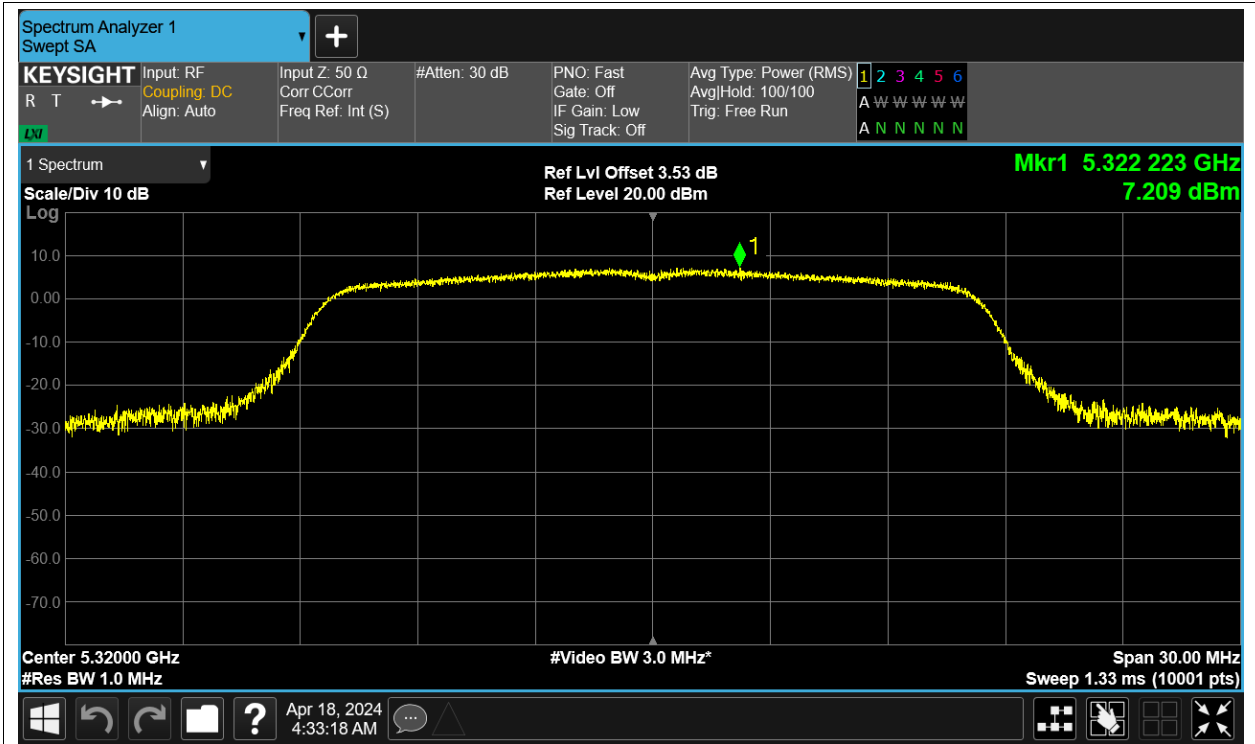 Spectrum Analyzer 1
Swept SA
KEYSIGHT
R T
LXI
Input: RF
Coupling: DC
Align: Auto
Input Z: 50 Ω
Corr CCorr
Freq Ref: Int (S)
#Atten: 30 dB
PNO: Fast
Gate: Off
IF Gain: Low
Sig Track: Off
Avg Type: Power (RMS)
Avg|Hold: 100/100
Trig: Free Run
1 2 3 4 5 6
A W W W W W
A N N N N N
1 Spectrum
Scale/Div 10 dB
Log
Ref Lvl Offset 3.53 dB
Ref Level 20.00 dBm
Mkr1 5.322 223 GHz
7.209 dBm
1
10.0
0.00
-10.0
-20.0
-30.0
-40.0
-50.0
-60.0
-70.0
Center 5.32000 GHz
#Res BW 1.0 MHz
#Video BW 3.0 MHz*
Span 30.00 MHz
Sweep 1.33 ms (10001 pts)
?
Apr 18, 2024
4:33:18 AM